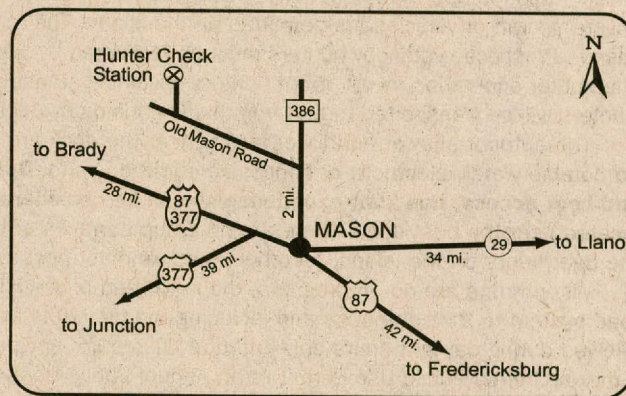 N
Hunter Check
Station
386
Old Mason Road
to Brady
28 mi.
87
377
2 mi.
MASON
29
to Llano
34 mi.
377
39 mi.
to Junction
87
42 mi.
to Fredericksburg